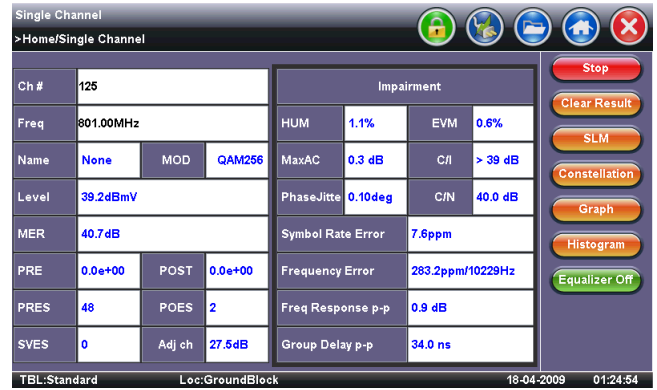 Single Channel
>Home/Single Channel
Ch # 125
Freq 801.00MHz
Name None MOD QAM256
Level 39.2dBmV
MER 40.7dB
PRE 0.0e+00 POST 0.0e+00
PRES 48 POES 2
SVES 0 Adj ch 27.5dB
Impairment
HUM 1.1% EVM 0.6%
MaxAC 0.3 dB C/I > 39 dB
PhaseJitte 0.10deg C/N 40.0 dB
Symbol Rate Error 7.6ppm
Frequency Error 283.2ppm/10229Hz
Freq Response p-p 0.9 dB
Group Delay p-p 34.0 ns
Stop
Clear Result
SLM
Constellation
Graph
Histogram
Equalizer Off
TBL:Standard Loc:GroundBlock 18-04-2009 01:24:54